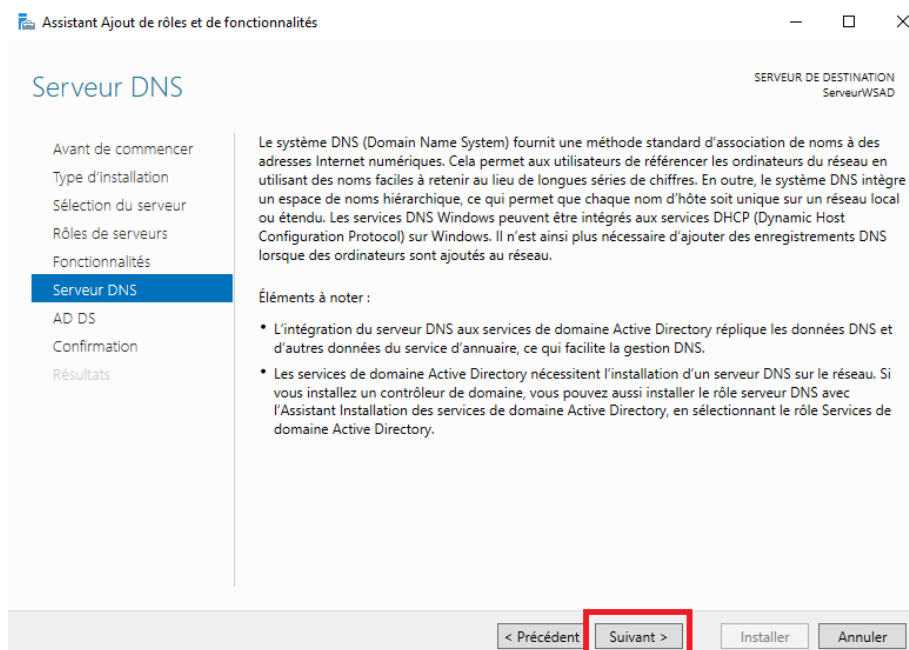 Assistant Ajout de rôles et de fonctionnalités
Serveur DNS
SERVEUR DE DESTINATION
ServeurWSAD
Avant de commencer
Type d'installation
Sélection du serveur
Rôles de serveurs
Fonctionnalités
Serveur DNS
AD DS
Confirmation
Résultats
Le système DNS (Domain Name System) fournit une méthode standard d'association de noms à des
adresses Internet numériques. Cela permet aux utilisateurs de référencer les ordinateurs du réseau en
utilisant des noms faciles à retenir au lieu de longues séries de chiffres. En outre, le système DNS intègre
un espace de noms hiérarchique, ce qui permet que chaque nom d'hôte soit unique sur un réseau local
ou étendu. Les services DNS Windows peuvent être intégrés aux services DHCP (Dynamic Host
Configuration Protocol) sur Windows. Il n'est ainsi plus nécessaire d'ajouter des enregistrements DNS
lorsque des ordinateurs sont ajoutés au réseau.
Éléments à noter :
• L'intégration du serveur DNS aux services de domaine Active Directory réplique les données DNS et
d'autres données du service d'annuaire, ce qui facilite la gestion DNS.
• Les services de domaine Active Directory nécessitent l'installation d'un serveur DNS sur le réseau. Si
vous installez un contrôleur de domaine, vous pouvez aussi installer le rôle serveur DNS avec
l'Assistant Installation des services de domaine Active Directory, en sélectionnant le rôle Services de
domaine Active Directory.
< Précédent
Suivant >
Installer
Annuler